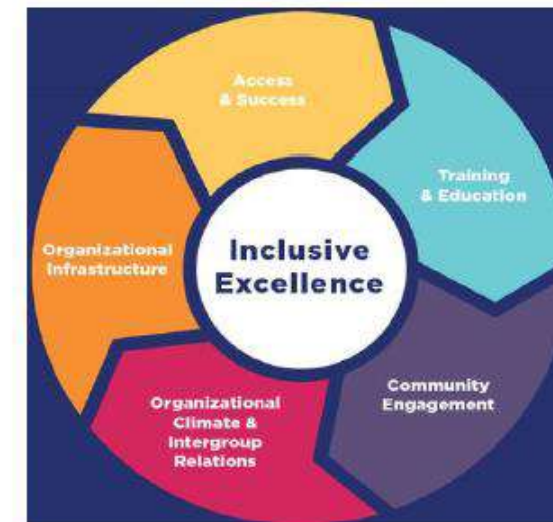 Access
& Success
Training
& Education
Organizational
Infrastructure
Inclusive
Excellence
Community
Engagement
Organizational
Climate &
Intergroup
Relations